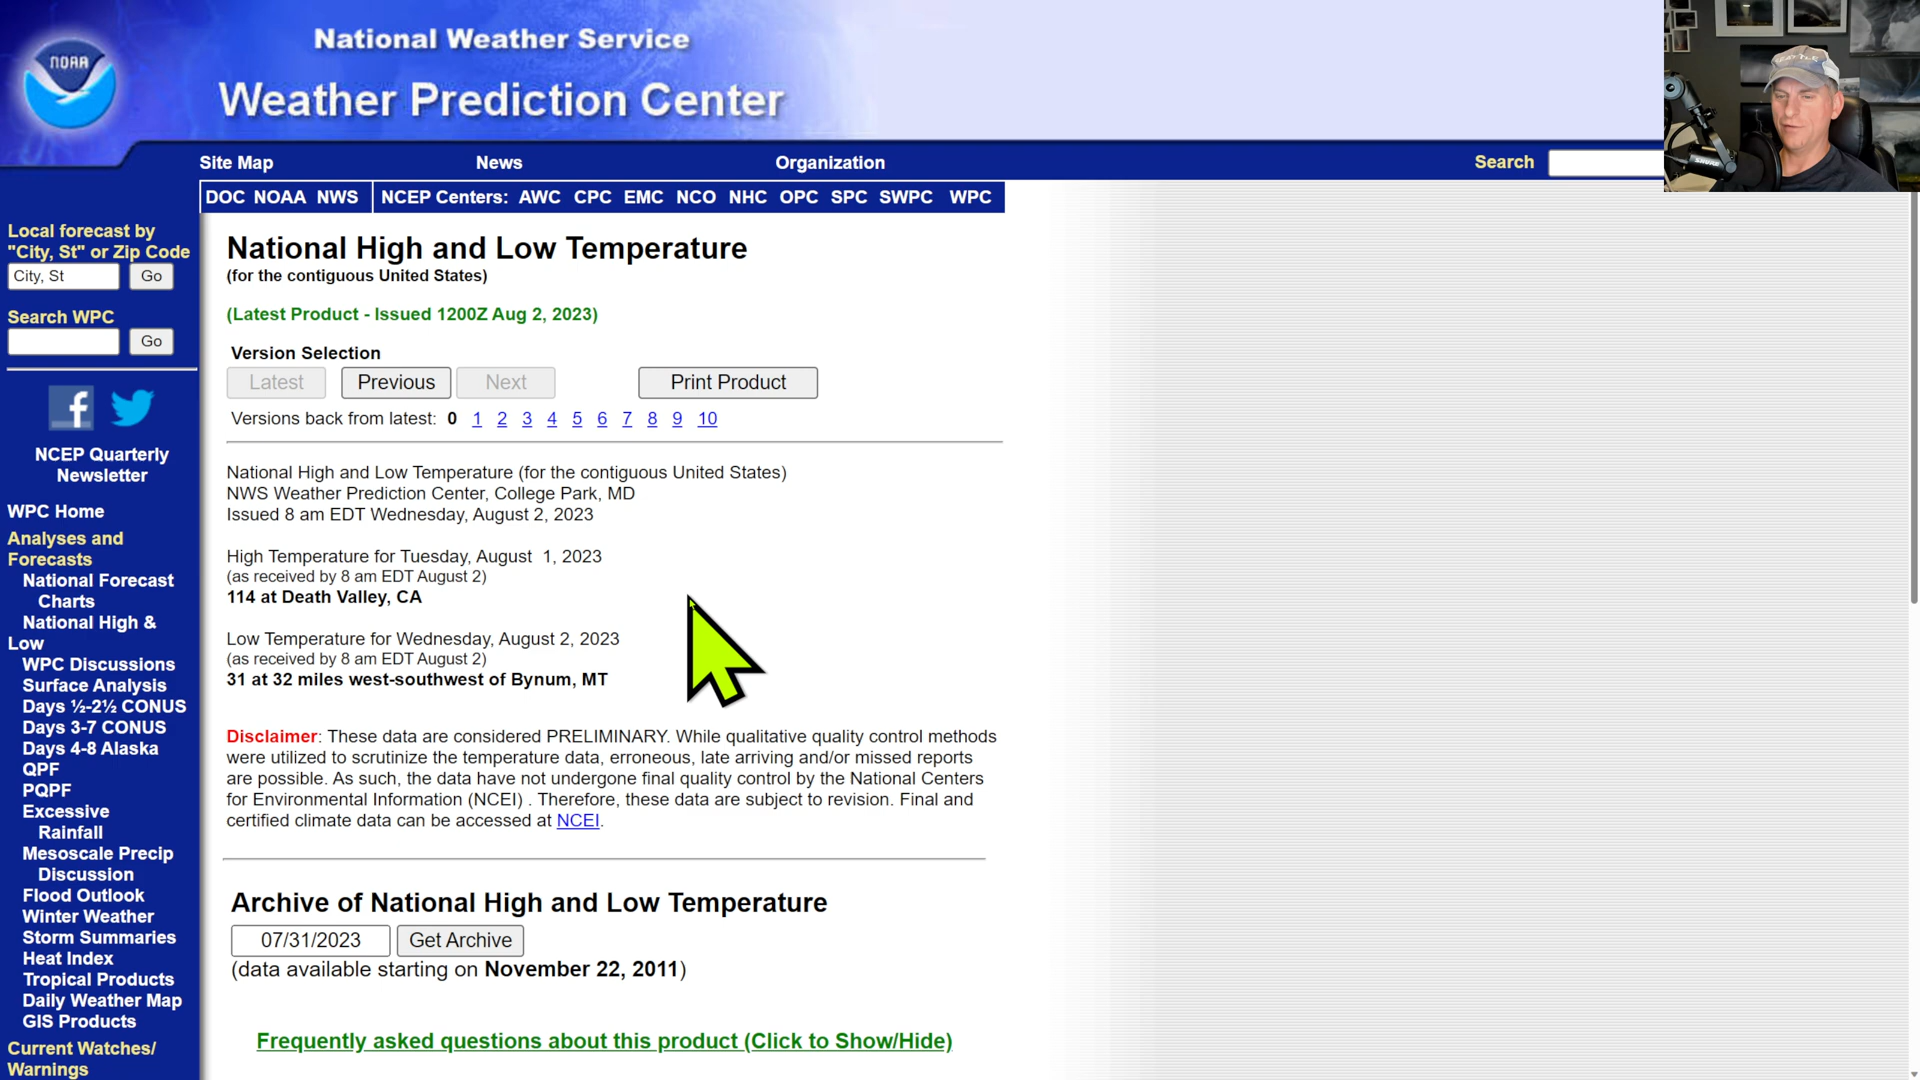 National Weather Service
NOAA
Weather Prediction Center
Site Map News Organization Search
DOC NOAA NWS NCEP Centers: AWC CPC EMC NCO NHC OPC SPC SWPC WPC
Local forecast by
"City, St" or Zip Code
City, St Go
Search WPC
Go
NCEP Quarterly
Newsletter
WPC Home
Analyses and
Forecasts
National Forecast
Charts
National High &
Low
WPC Discussions
Surface Analysis
Days ½-2½ CONUS
Days 3-7 CONUS
Days 4-8 Alaska
QPF
PQPF
Excessive
Rainfall
Mesoscale Precip
Discussion
Flood Outlook
Winter Weather
Storm Summaries
Heat Index
Tropical Products
Daily Weather Map
GIS Products
Current Watches/
Warnings
National High and Low Temperature
(for the contiguous United States)
(Latest Product - Issued 1200Z Aug 2, 2023)
Version Selection
Latest Previous Next Print Product
Versions back from latest: 0 1 2 3 4 5 6 7 8 9 10
National High and Low Temperature (for the contiguous United States)
NWS Weather Prediction Center, College Park, MD
Issued 8 am EDT Wednesday, August 2, 2023
High Temperature for Tuesday, August 1, 2023
(as received by 8 am EDT August 2)
114 at Death Valley, CA
Low Temperature for Wednesday, August 2, 2023
(as received by 8 am EDT August 2)
31 at 32 miles west-southwest of Bynum, MT
Disclaimer: These data are considered PRELIMINARY. While qualitative quality control methods
were utilized to scrutinize the temperature data, erroneous, late arriving and/or missed reports
are possible. As such, the data have not undergone final quality control by the National Centers
for Environmental Information (NCEI) . Therefore, these data are subject to revision. Final and
certified climate data can be accessed at NCEI.
Archive of National High and Low Temperature
07/31/2023 Get Archive
(data available starting on November 22, 2011)
Frequently asked questions about this product (Click to Show/Hide)
SHURE